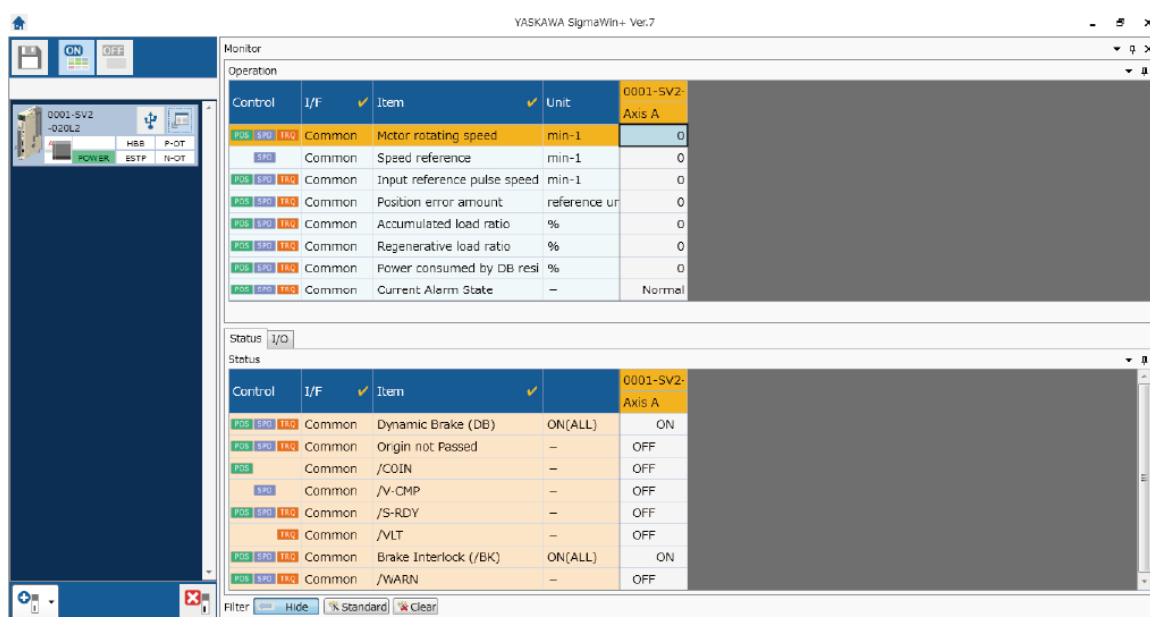 YASKAWA SigmaWin+ Ver.7
ON OFF
Monitor
Operation
0001-SV2
-020L2
HBB P-OT
POWER ESTP N-OT
Control I/F Item Unit 0001-SV2-
Axis A
POS SPD TRQ Common Motor rotating speed min-1 0
SPD Common Speed reference min-1 0
POS SPD TRQ Common Input reference pulse speed min-1 0
POS SPD TRQ Common Position error amount reference un 0
POS SPD TRQ Common Accumulated load ratio % 0
POS SPD TRQ Common Regenerative load ratio % 0
POS SPD TRQ Common Power consumed by DB resi % 0
POS SPD TRQ Common Current Alarm State – Normal
Status I/O
Status
Control I/F Item 0001-SV2-
Axis A
POS SPD TRQ Common Dynamic Brake (DB) ON(ALL) ON
POS SPD TRQ Common Origin not Passed – OFF
POS Common /COIN – OFF
SPD Common /V-CMP – OFF
POS SPD TRQ Common /S-RDY – OFF
TRQ Common /VLT – OFF
POS SPD TRQ Common Brake Interlock (/BK) ON(ALL) ON
POS SPD TRQ Common /WARN – OFF
Filter Hide Standard Clear